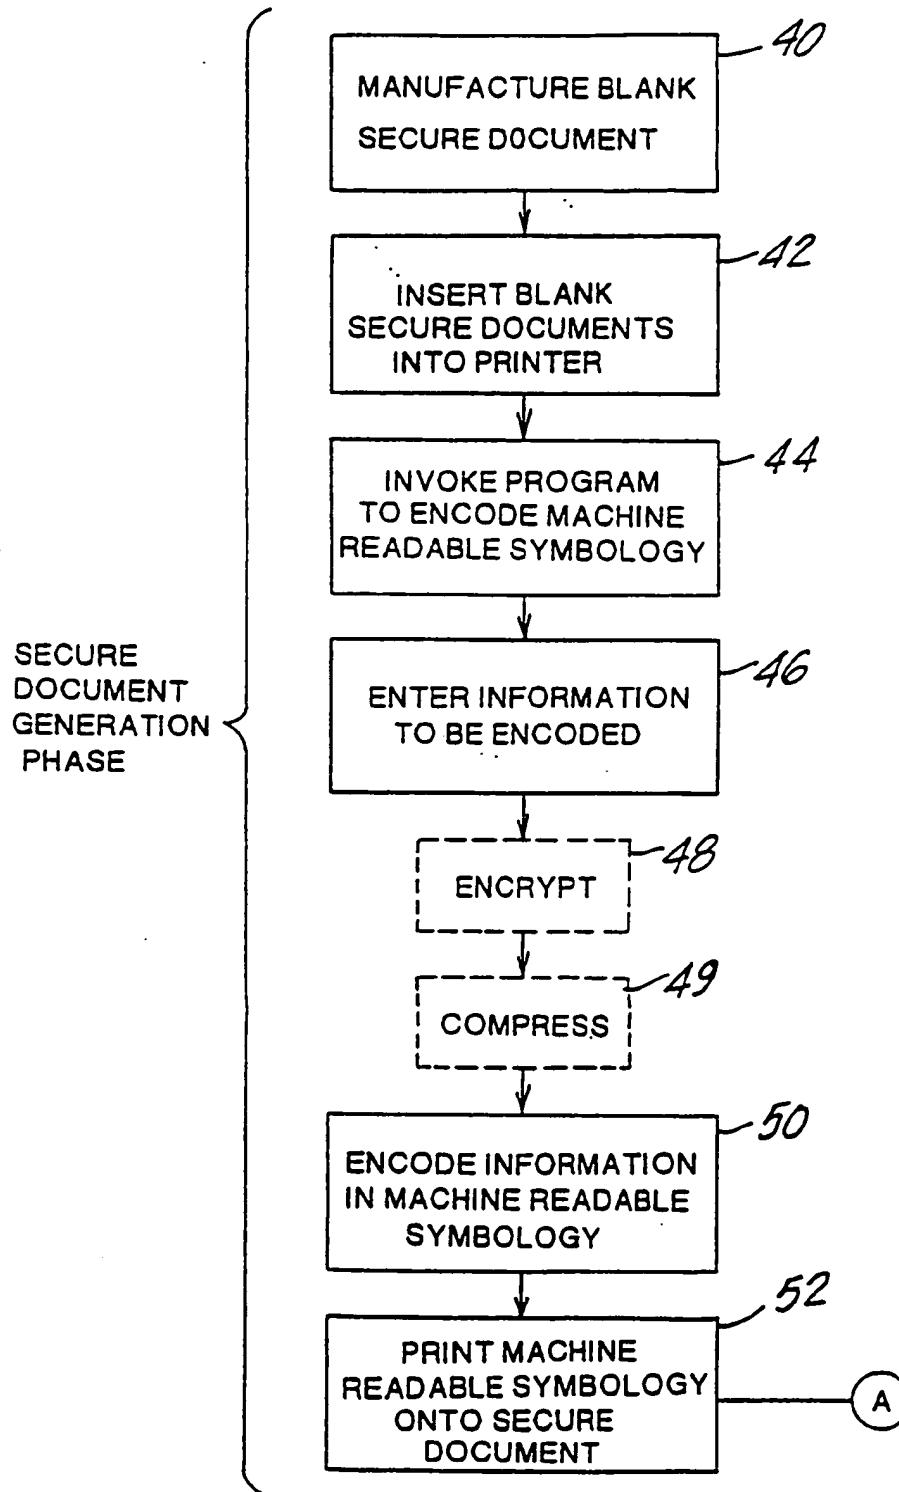 40
MANUFACTURE BLANK
SECURE DOCUMENT
42
INSERT BLANK
SECURE DOCUMENTS
INTO PRINTER
44
INVOKE PROGRAM
TO ENCODE MACHINE
READABLE SYMBOLOGY
SECURE
DOCUMENT
GENERATION
PHASE
46
ENTER INFORMATION
TO BE ENCODED
48
ENCRYPT
49
COMPRESS
50
ENCODE INFORMATION
IN MACHINE READABLE
SYMBOLOGY
52
PRINT MACHINE
READABLE SYMBOLOGY
ONTO SECURE
DOCUMENT
A